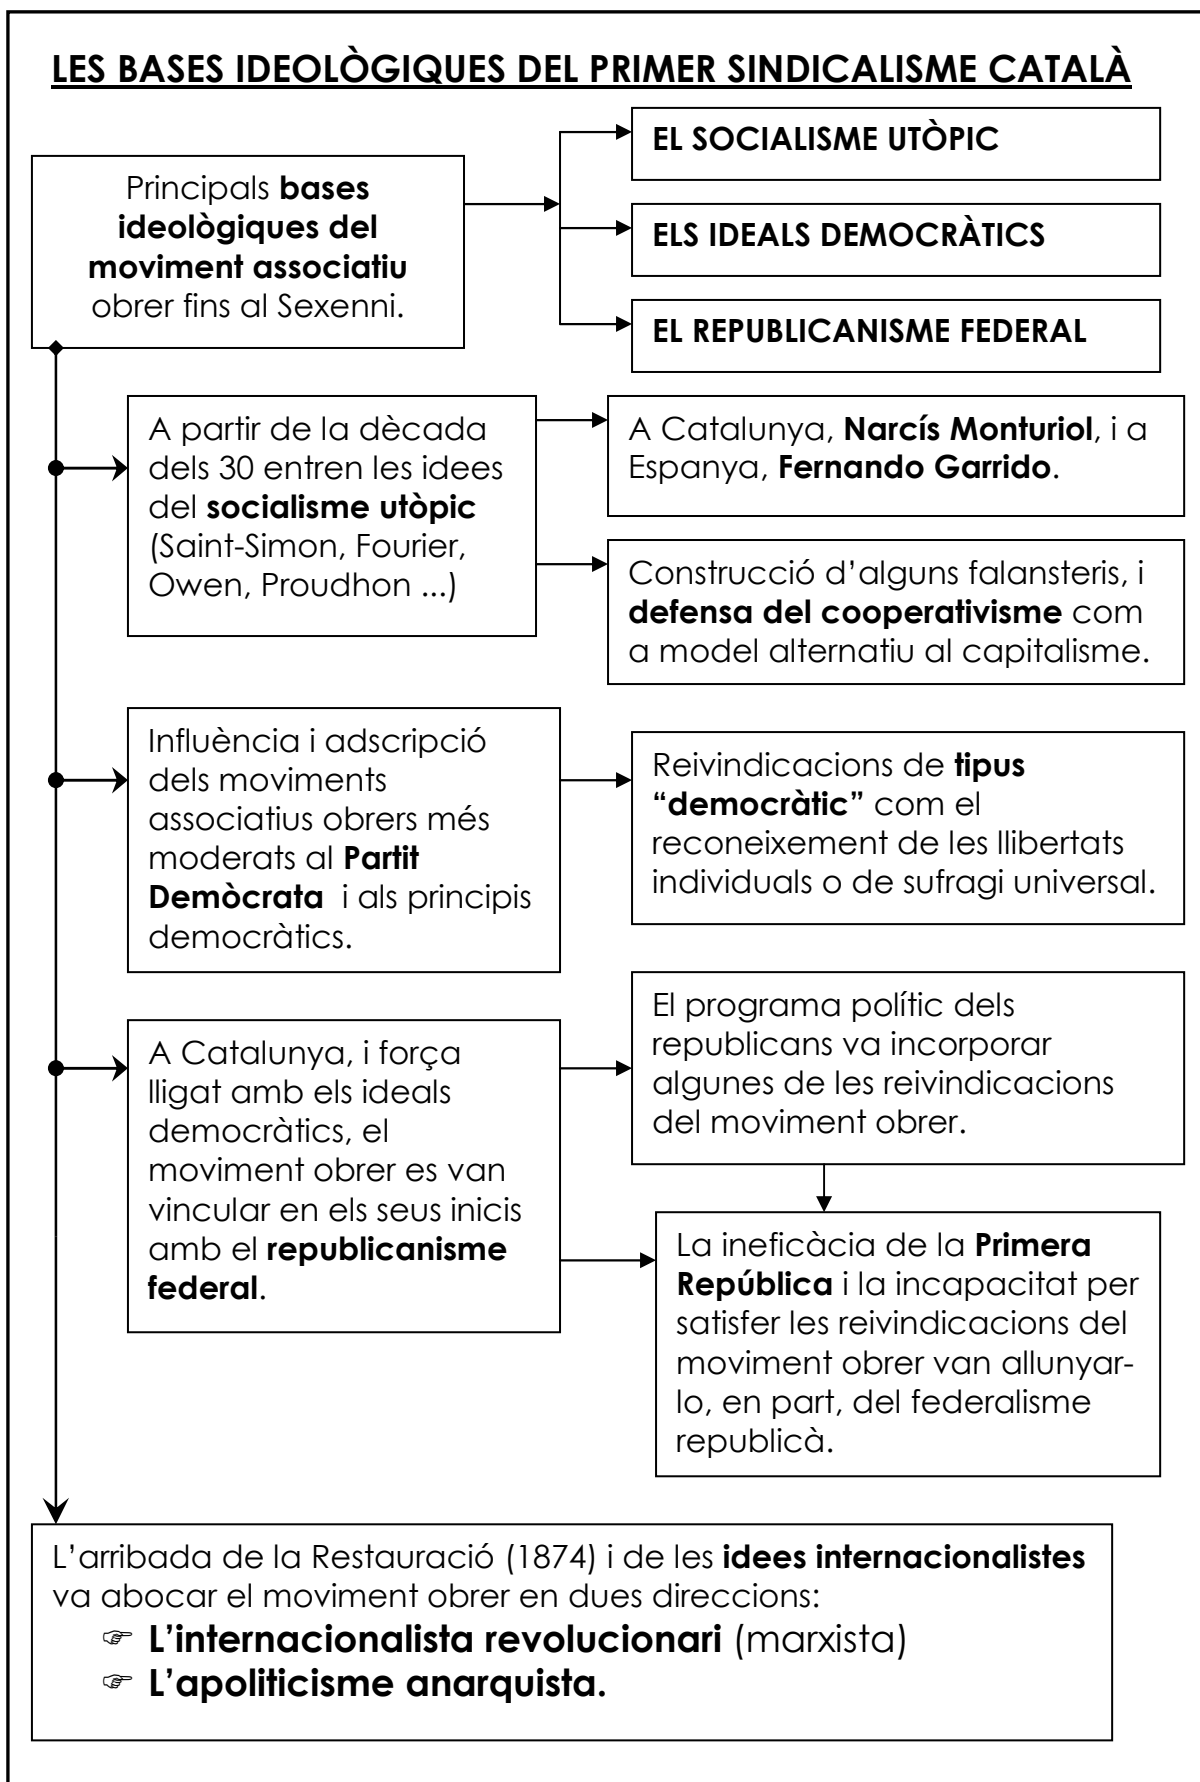 LES BASES IDEOLÒGIQUES DEL PRIMER SINDICALISME CATALÀ
Principals bases
ideològiques del
moviment associatiu
obrer fins al Sexenni.
EL SOCIALISME UTÒPIC
ELS IDEALS DEMOCRÀTICS
EL REPUBLICANISME FEDERAL
A partir de la dècada
dels 30 entren les idees
del socialisme utòpic
(Saint-Simon, Fourier,
Owen, Proudhon ...)
A Catalunya, Narcís Monturiol, i a
Espanya, Fernando Garrido.
Construcció d’alguns falansteris, i
defensa del cooperativisme com
a model alternatiu al capitalisme.
Influència i adscripció
dels moviments
associatius obrers més
moderats al Partit
Demòcrata i als principis
democràtics.
Reivindicacions de tipus
“democràtic” com el
reconeixement de les llibertats
individuals o de sufragi universal.
A Catalunya, i força
lligat amb els ideals
democràtics, el
moviment obrer es van
vincular en els seus inicis
amb el republicanisme
federal.
El programa polític dels
republicans va incorporar
algunes de les reivindicacions
del moviment obrer.
La ineficàcia de la Primera
República i la incapacitat per
satisfer les reivindicacions del
moviment obrer van allunyar-
lo, en part, del federalisme
republicà.
L’arribada de la Restauració (1874) i de les idees internacionalistes
va abocar el moviment obrer en dues direccions:
☞ L’internacionalista revolucionari (marxista)
☞ L’apoliticisme anarquista.